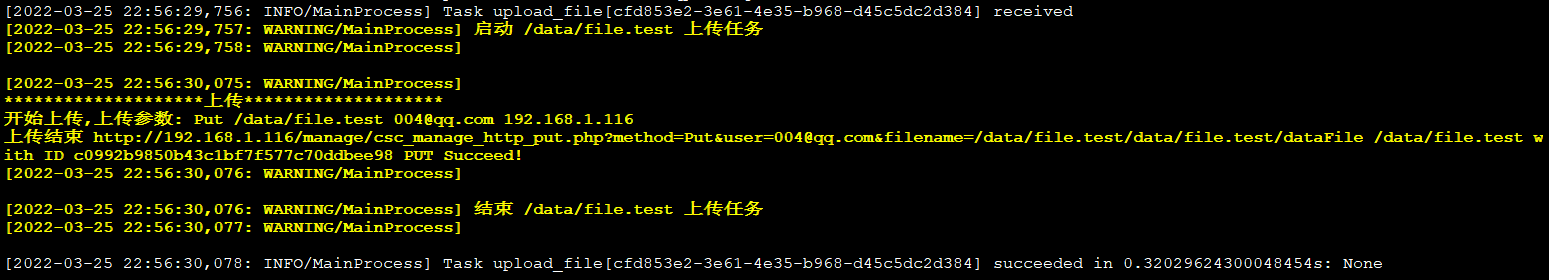 [2022-03-25 22:56:29,756: INFO/MainProcess] Task upload_file[cfd853e2-3e61-4e35-b968-d45c5dc2d384] received
[2022-03-25 22:56:29,757: WARNING/MainProcess] 启动 /data/file.test 上传任务
[2022-03-25 22:56:29,758: WARNING/MainProcess]
[2022-03-25 22:56:30,075: WARNING/MainProcess]
********************上传********************
开始上传,上传参数: Put /data/file.test 004@qq.com 192.168.1.116
上传结束 http://192.168.1.116/manage/csc_manage_http_put.php?method=Put&user=004@qq.com&filename=/data/file.test/data/file.test/dataFile /data/file.test w
ith ID c0992b9850b43c1bf7f577c70ddbee98 PUT Succeed!
[2022-03-25 22:56:30,076: WARNING/MainProcess]
[2022-03-25 22:56:30,076: WARNING/MainProcess] 结束 /data/file.test 上传任务
[2022-03-25 22:56:30,077: WARNING/MainProcess]
[2022-03-25 22:56:30,078: INFO/MainProcess] Task upload_file[cfd853e2-3e61-4e35-b968-d45c5dc2d384] succeeded in 0.32029624300048454s: None